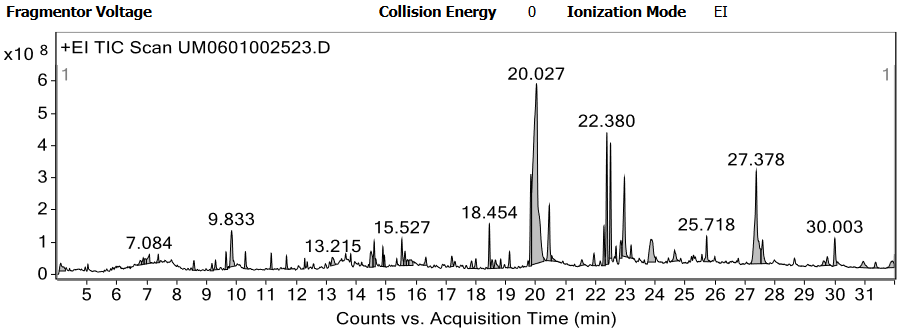 Fragmentor Voltage Collision Energy 0 Ionization Mode EI
x10 8 +EI TIC Scan UM0601002523.D
1 1
20.027
6
5
22.380
4
27.378
3
2
9.833 18.454
15.527 25.718 30.003
1 7.084 13.215
0
5 6 7 8 9 10 11 12 13 14 15 16 17 18 19 20 21 22 23 24 25 26 27 28 29 30 31
Counts vs. Acquisition Time (min)